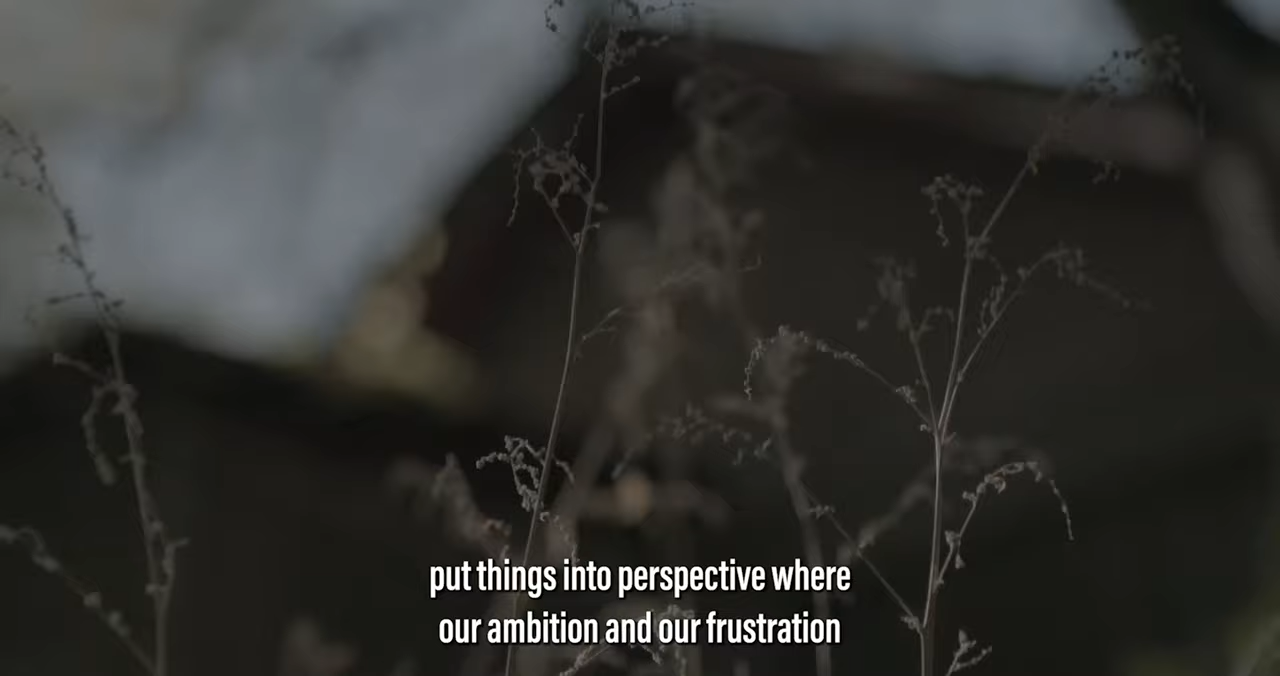 put things into perspective where
our ambition and our frustration